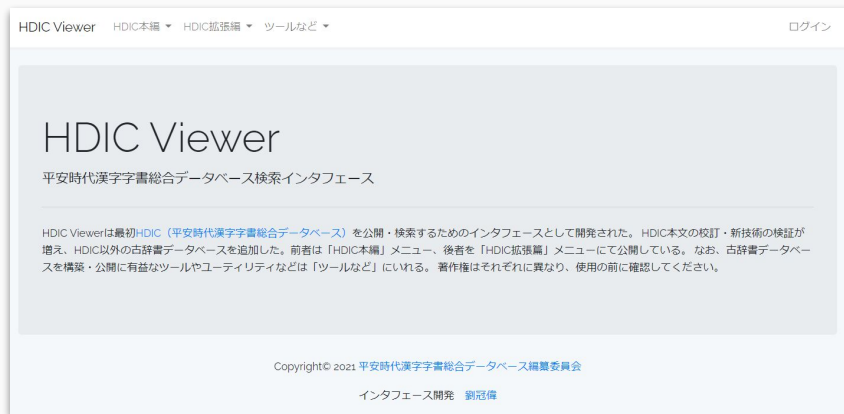 HDIC Viewer HDIC本編 HDIC拡張編 ツールなど ログイン
HDIC Viewer
平安時代漢字字書総合データベース検索インタフェース
HDIC Viewerは最初HDIC（平安時代漢字字書総合データベース）を公開・検索するためのインタフェースとして開発された。 HDIC本文の校訂・新技術の検証が
増え、HDIC以外の古辞書データベースを追加した。前者は「HDIC本編」メニュー、後者を「HDIC拡張篇」メニューにて公開している。 なお、古辞書データベー
スを構築・公開に有益なツールやユーティリティなどは「ツールなど」にいれる。 著作権はそれぞれに異なり、使用の前に確認してください。
Copyright© 2021 平安時代漢字字書総合データベース編纂委員会
インタフェース開発 劉冠偉